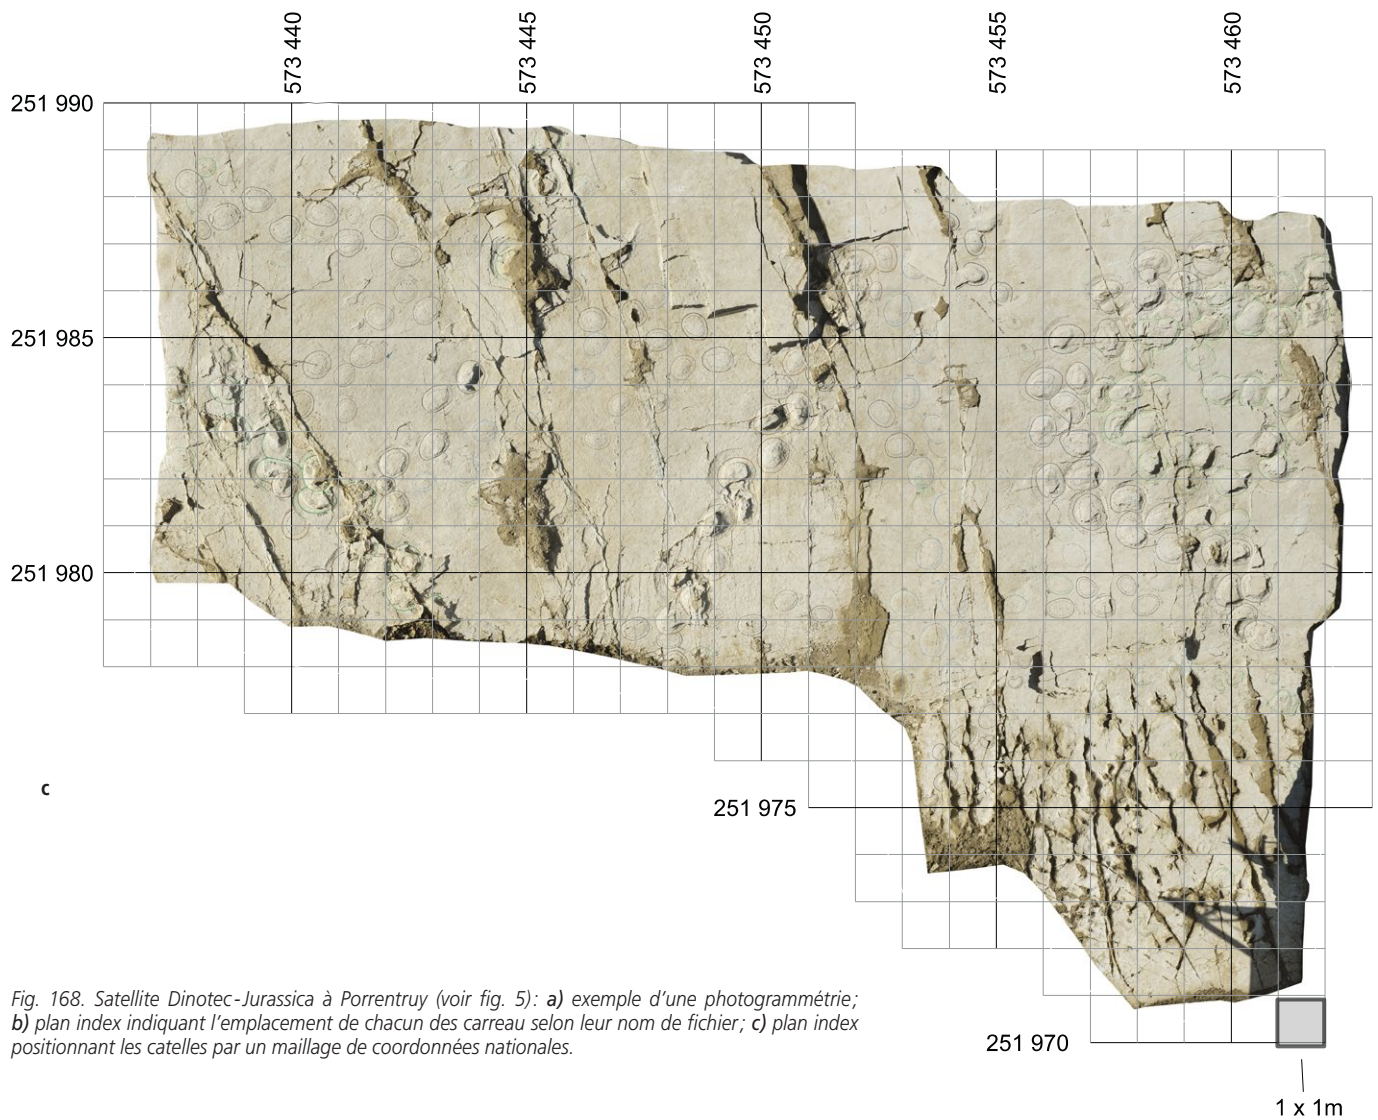 573 440
573 445
573 450
573 455
573 460
251 990
251 985
251 980
c
251 975
251 970
Fig. 168. Satellite Dinotec-Jurassica à Porrentruy (voir fig. 5): a) exemple d'une photogrammétrie;
b) plan index indiquant l'emplacement de chacun des carreau selon leur nom de fichier; c) plan index
positionnant les catelles par un maillage de coordonnées nationales.
1 x 1m